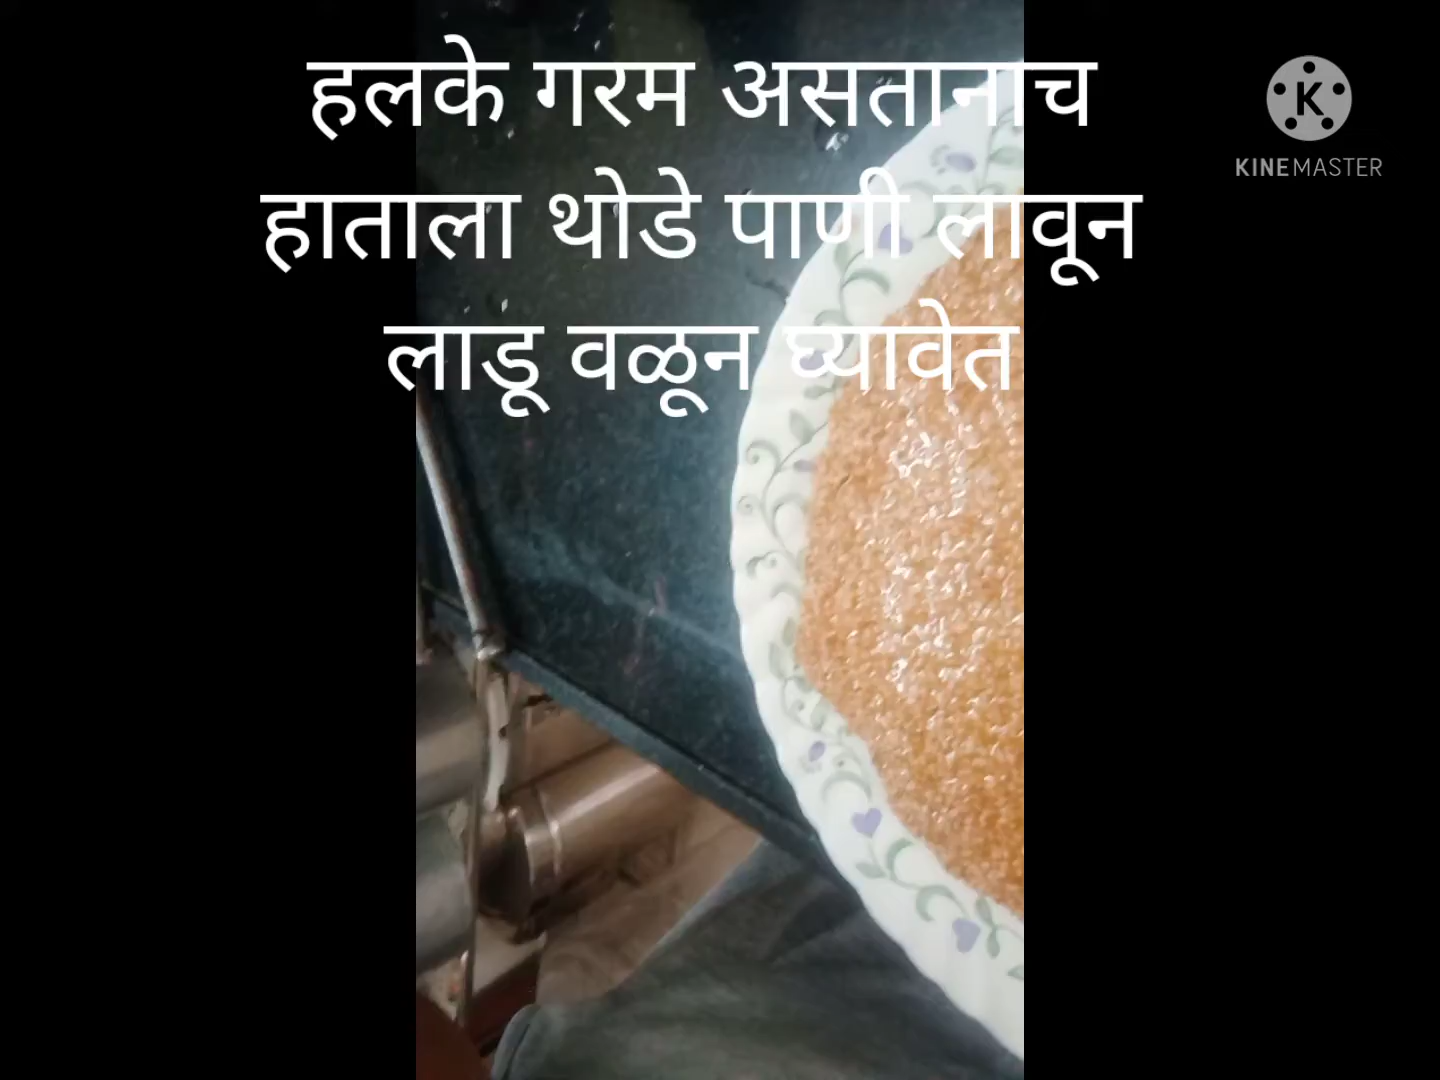 हलके गरम असतानाच
हाताला थोडे पाणी लावून
लाडू वळून घ्यावेत
K
KINEMASTER